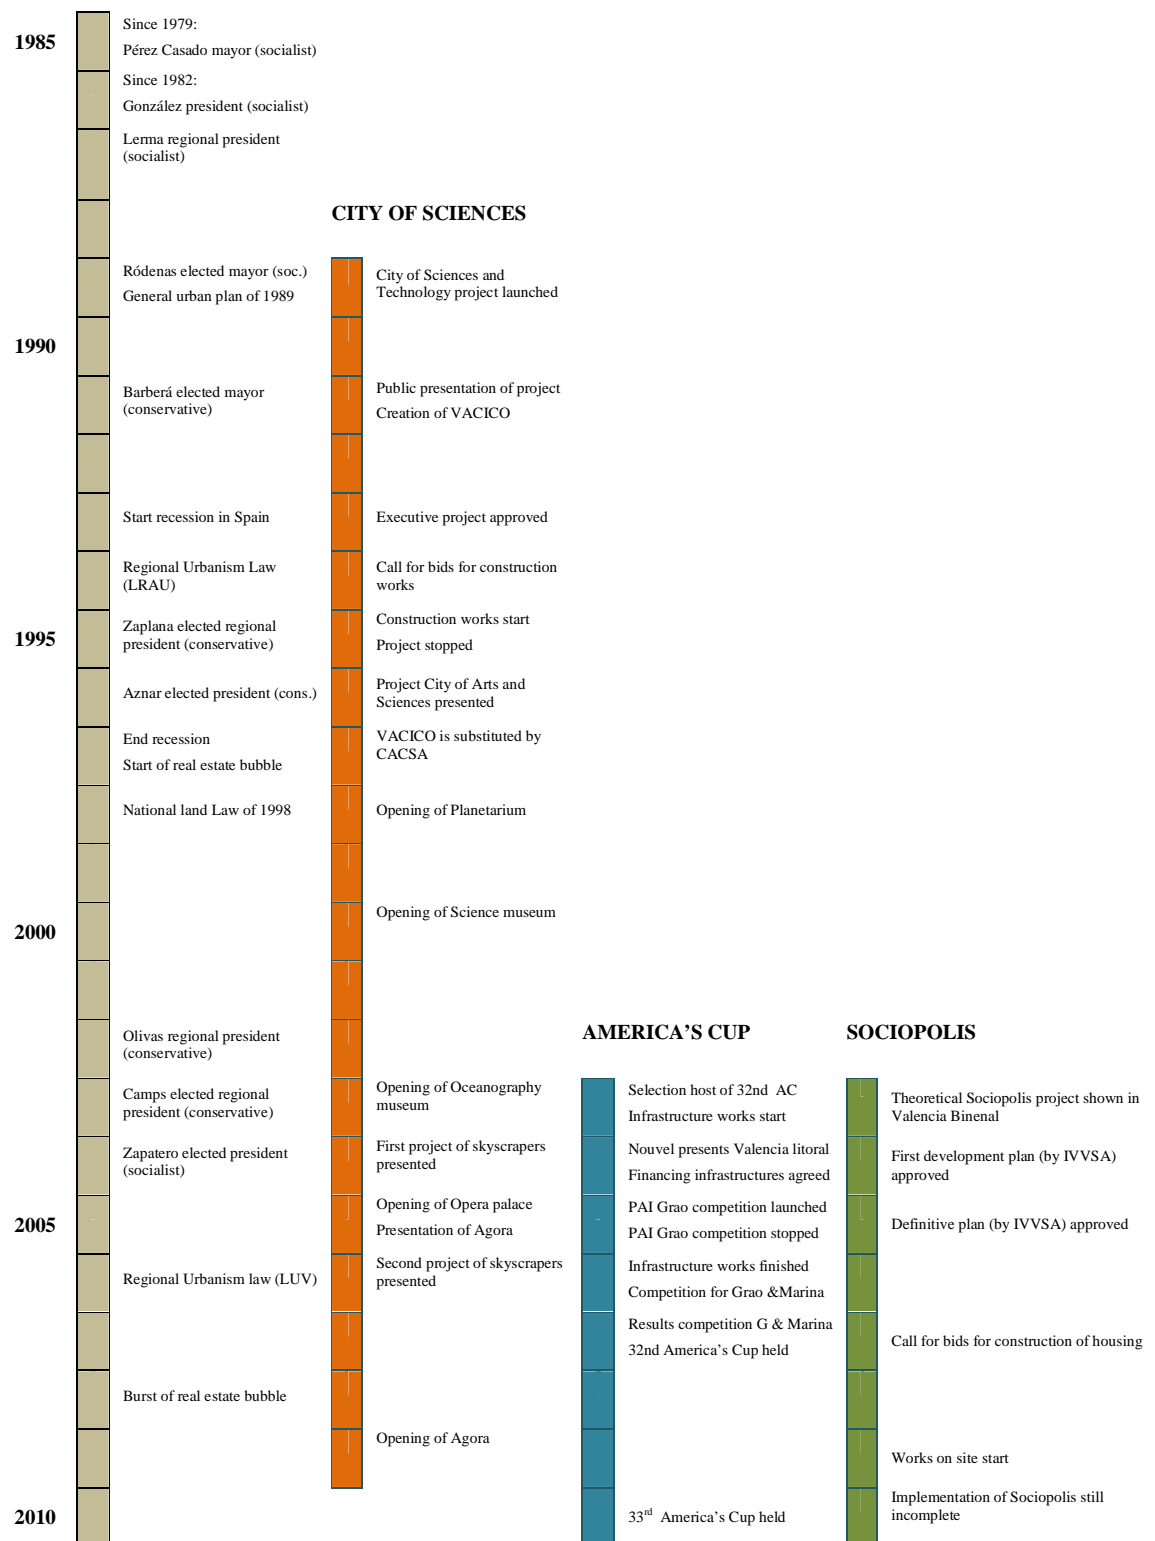 1985
Since 1979:
Pérez Casado mayor (socialist)
Since 1982:
González president (socialist)
Lerma regional president
(socialist)
CITY OF SCIENCES
Ródenas elected mayor (soc.)
General urban plan of 1989
City of Sciences and
Technology project launched
1990
Barberá elected mayor
(conservative)
Public presentation of project
Creation of VACICO
Start recession in Spain
Executive project approved
Regional Urbanism Law
(LRAU)
Call for bids for construction
works
1995
Zaplana elected regional
president (conservative)
Construction works start
Project stopped
Aznar elected president (cons.)
Project City of Arts and
Sciences presented
End recession
Start of real estate bubble
VACICO is substituted by
CACSA
National land Law of 1998
Opening of Planetarium
Opening of Science museum
2000
Olivas regional president
(conservative)
AMERICA’S CUP
SOCIOPOLIS
Camps elected regional
president (conservative)
Opening of Oceanography
museum
Selection host of 32nd AC
Infrastructure works start
Theoretical Sociopolis project shown in
Valencia Binenal
Zapatero elected president
(socialist)
First project of skyscrapers
presented
Nouvel presents Valencia litoral
Financing infrastructures agreed
First development plan (by IVVSA)
approved
2005
Opening of Opera palace
Presentation of Agora
PAI Grao competition launched
PAI Grao competition stopped
Definitive plan (by IVVSA) approved
Regional Urbanism law (LUV)
Second project of skyscrapers
presented
Infrastructure works finished
Competition for Grao &Marina
Results competition G & Marina
32nd America’s Cup held
Call for bids for construction of housing
Burst of real estate bubble
Opening of Agora
Works on site start
2010
33rd America’s Cup held
Implementation of Sociopolis still
incomplete